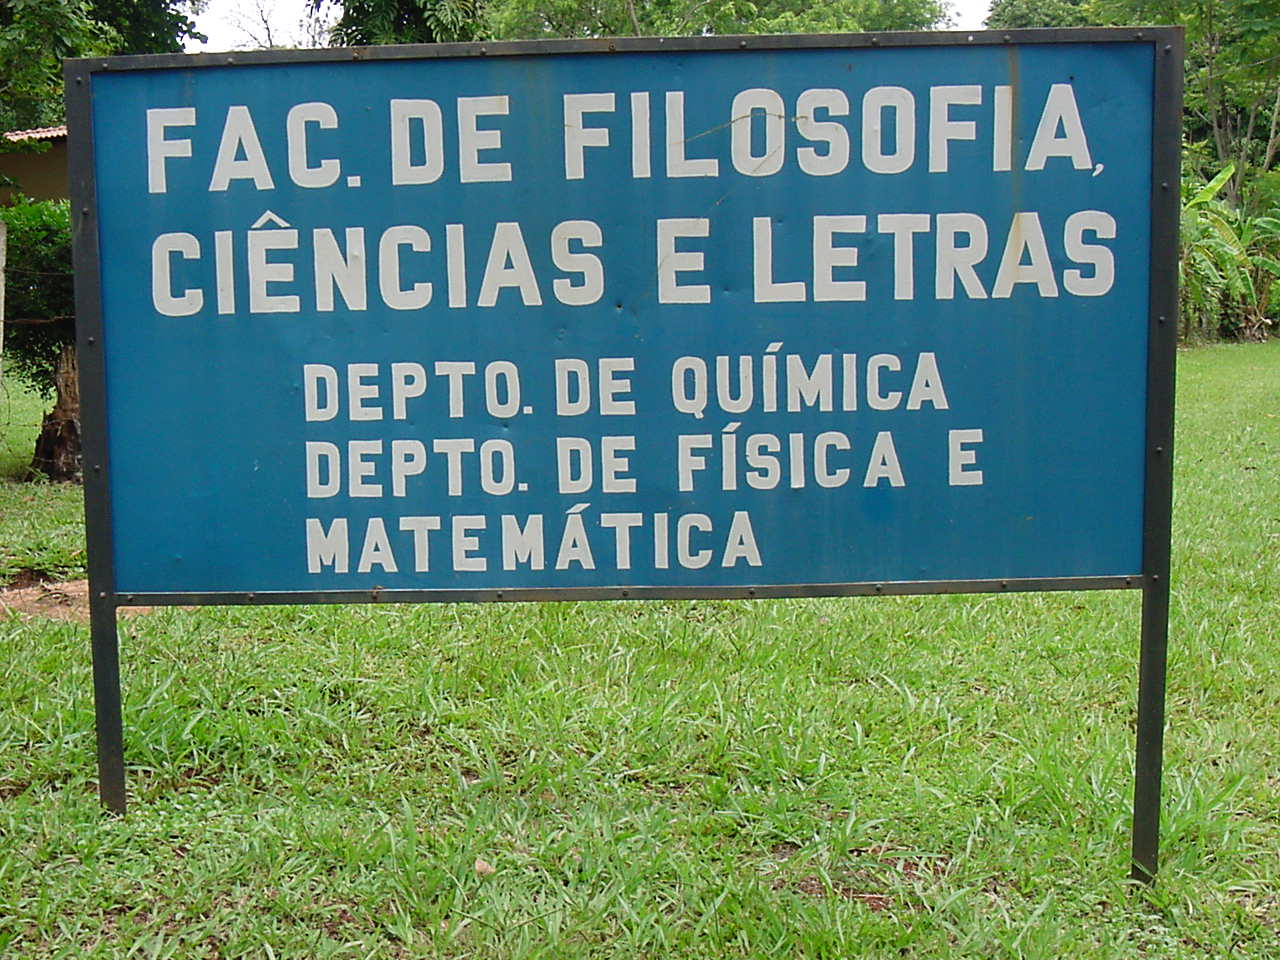 FAC. DE FILOSOFIA,
CIÊNCIAS E LETRAS
DEPTO. DE QUÍMICA
DEPTO. DE FÍSICA E
MATEMÁTICA